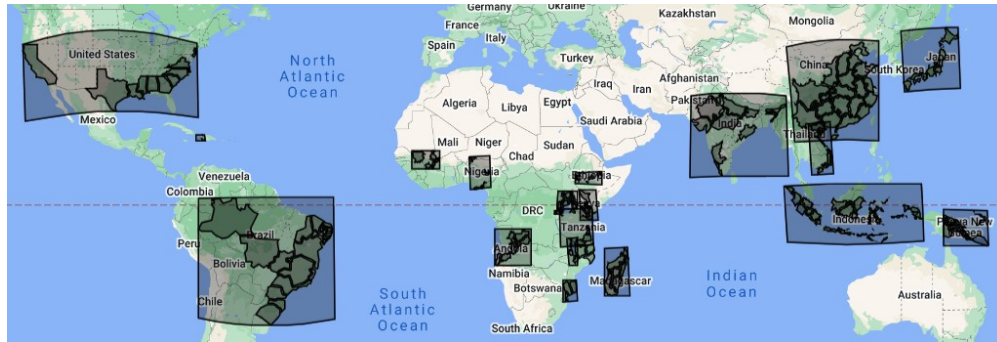 Germany
Ukraine
Kazakhstan
Mongolia
France
Italy
Spain
Turkey
United States
North
Atlantic
Ocean
China
South Korea
Japan
Afghanistan
Iraq
Iran
Pakistan
Algeria
Libya
Egypt
Saudi Arabia
India
Mexico
Mali
Niger
Chad
Sudan
Thailand
Nigeria
Venezuela
Colombia
DRC
Tanzania
Indonesia
Papua New
Guinea
Brazil
Peru
Bolivia
Angola
Namibia
Botswana
Madagascar
Indian
Ocean
Chile
South
Atlantic
Ocean
South Africa
Australia